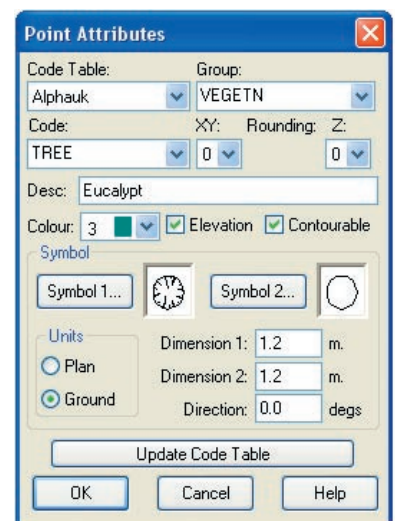 Point Attributes
Code Table: Group:
Alphauk VEGETN
Code: XY: Rounding: Z:
TREE 0 0
Desc: Eucalypt
Colour: 3 Elevation Contourable
Symbol
Symbol 1... Symbol 2...
Units
Plan
Ground
Dimension 1: 1.2 m.
Dimension 2: 1.2 m.
Direction: 0.0 degs
Update Code Table
OK Cancel Help